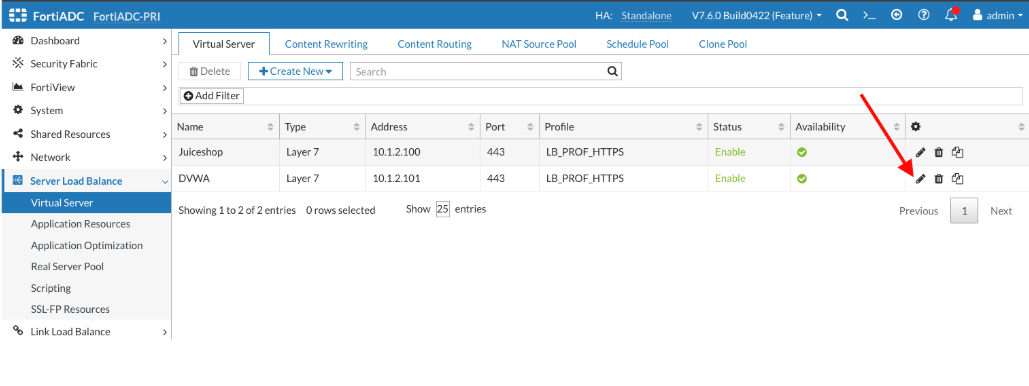 FortiADC FortiADC-PRI HA: Standalone V7.6.0 Build0422 (Feature) admin
Dashboard
Security Fabric
FortiView
System
Shared Resources
Network
Server Load Balance
Virtual Server
Application Resources
Application Optimization
Real Server Pool
Scripting
SSL-FP Resources
Link Load Balance
Virtual Server Content Rewriting Content Routing NAT Source Pool Schedule Pool Clone Pool
Delete Create New Search
Add Filter
Name Type Address Port Profile Status Availability
Juiceshop Layer 7 10.1.2.100 443 LB_PROF_HTTPS Enable
DVWA Layer 7 10.1.2.101 443 LB_PROF_HTTPS Enable
Showing 1 to 2 of 2 entries 0 rows selected Show 25 entries Previous 1 Next